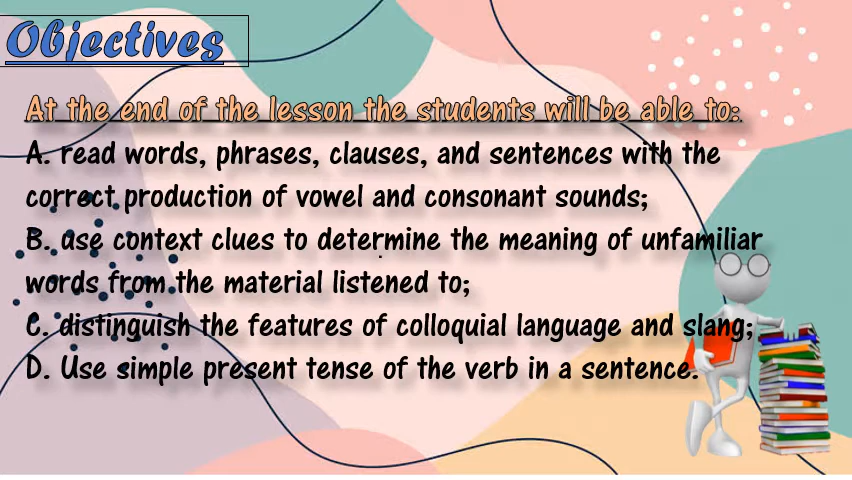 Objectives
At the end of the lesson the students will be able to:
A. read words, phrases, clauses, and sentences with the
correct production of vowel and consonant sounds;
B. use context clues to determine the meaning of unfamiliar
words from the material listened to;
C. distinguish the features of colloquial language and slang;
D. Use simple present tense of the verb in a sentence.